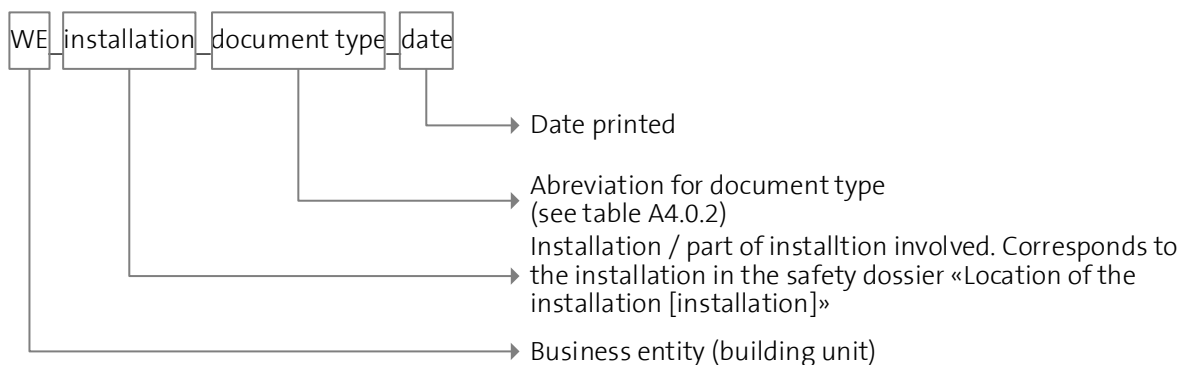 WE_installation_document type_date
Date printed
Abreviation for document type
(see table A4.0.2)
Installation / part of installtion involved. Corresponds to
the installation in the safety dossier «Location of the
installation [installation]»
Business entity (building unit)